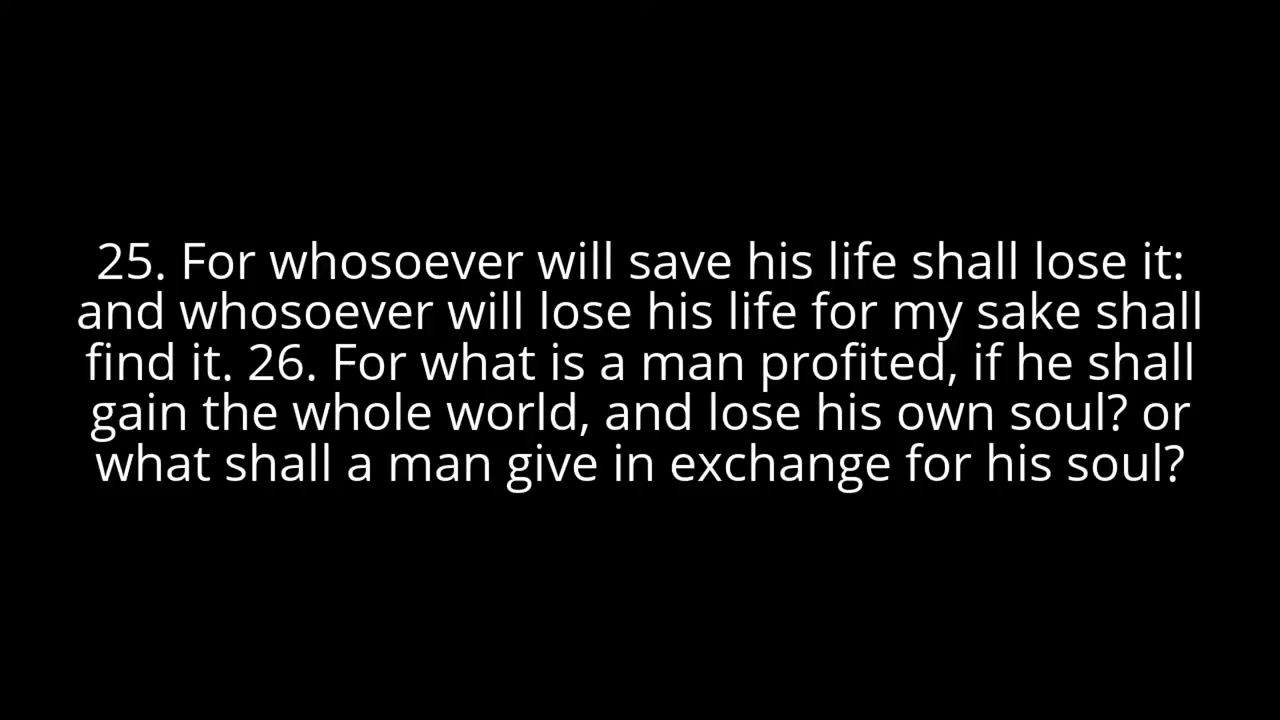 25. For whosoever will save his life shall lose it:
and whosoever will lose his life for my sake shall
find it. 26. For what is a man profited, if he shall
gain the whole world, and lose his own soul? or
what shall a man give in exchange for his soul?